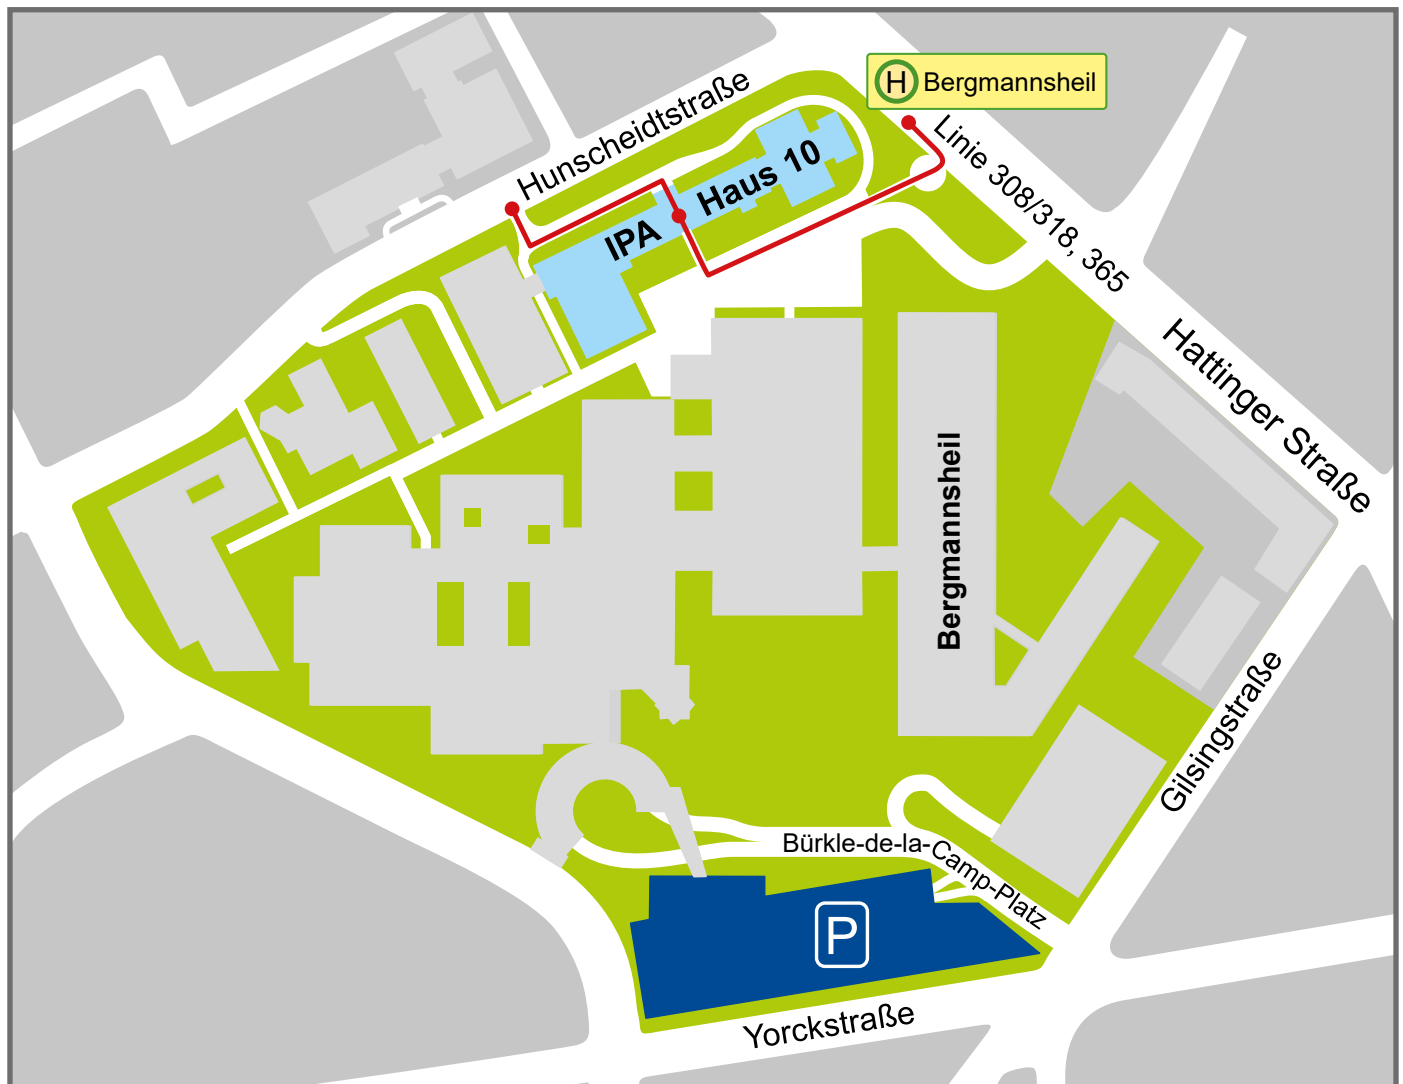 H Bergmannsheil
Hunscheidtstraße
Linie 308/318, 365
Haus 10
IPA
Hattinger Straße
Bergmannsheil
Gilsingstraße
Bürkle-de-la-Camp-Platz
P
Yorckstraße